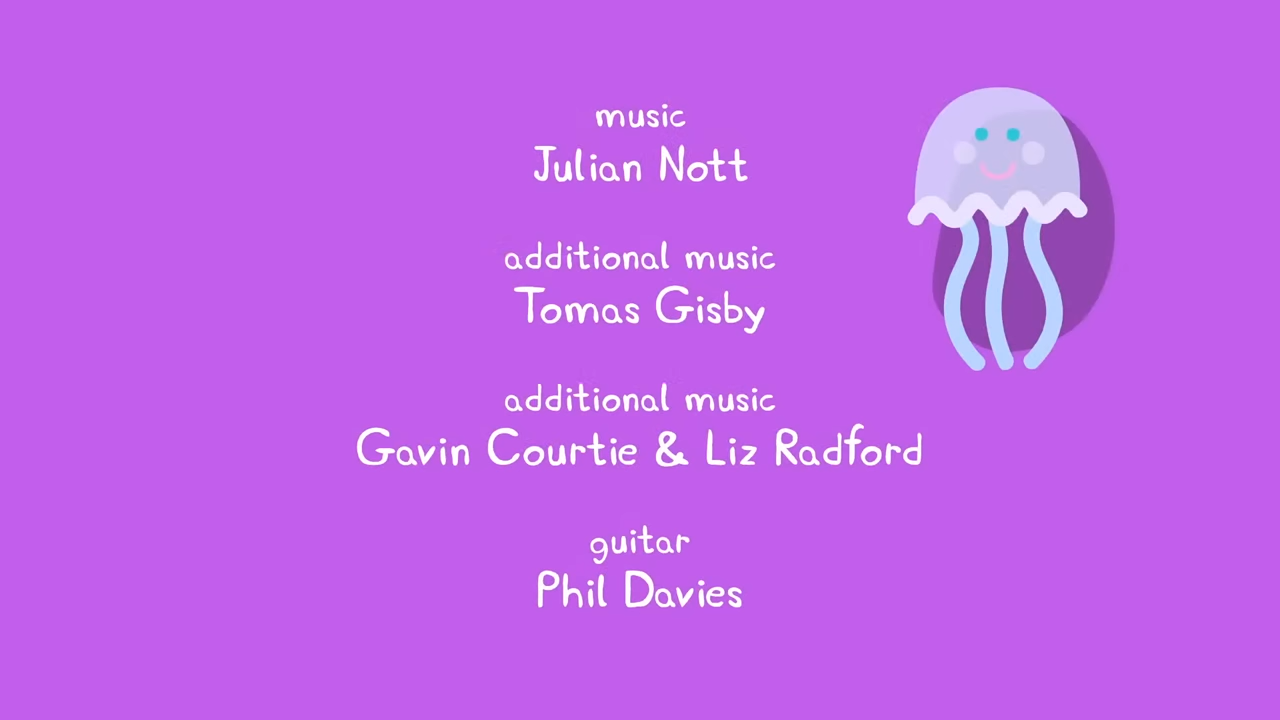 music
Julian Nott
additional music
Tomas Gisby
additional music
Gavin Courtie & Liz Radford
guitar
Phil Davies